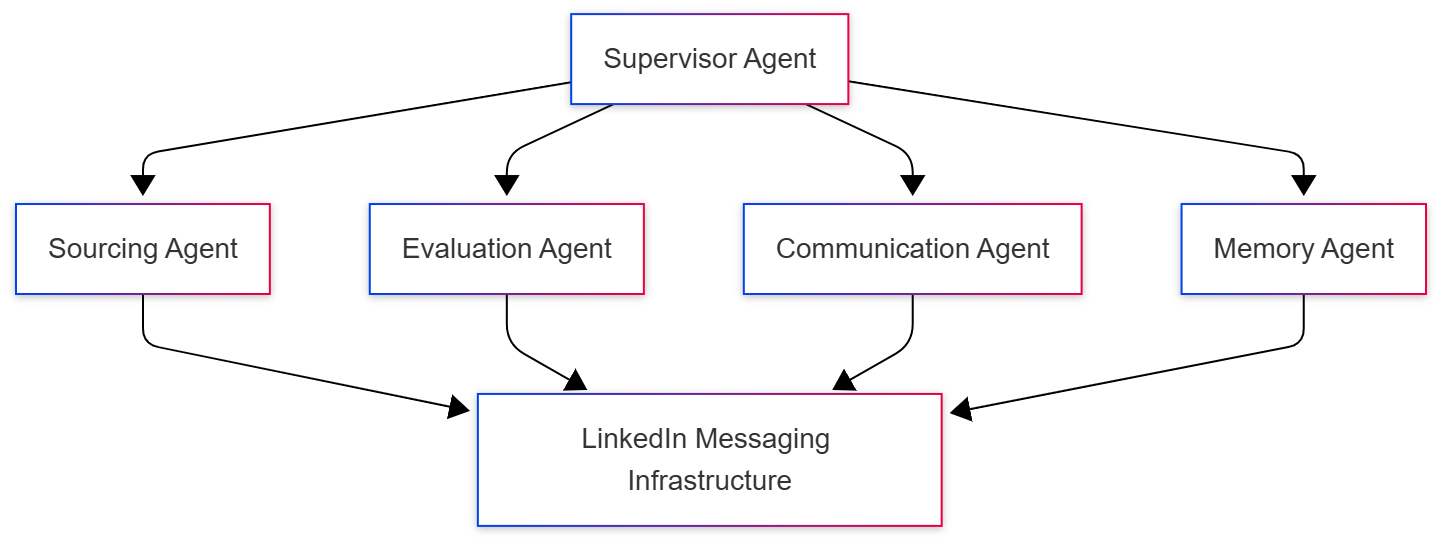 Supervisor Agent
Sourcing Agent
Evaluation Agent
Communication Agent
Memory Agent
LinkedIn Messaging
Infrastructure